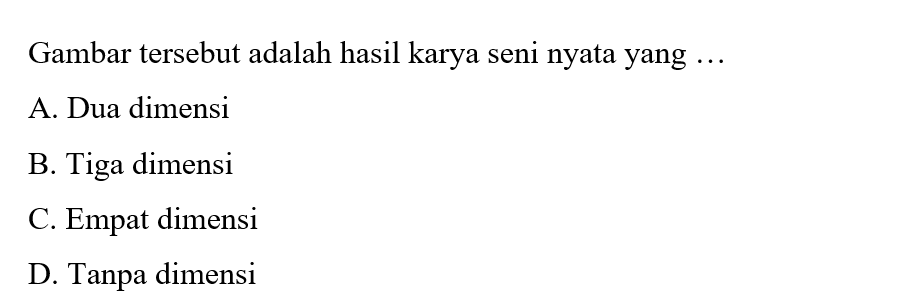 Gambar tersebut adalah hasil karya seni nyata yang …
A. Dua dimensi
B. Tiga dimensi
C. Empat dimensi
D. Tanpa dimensi